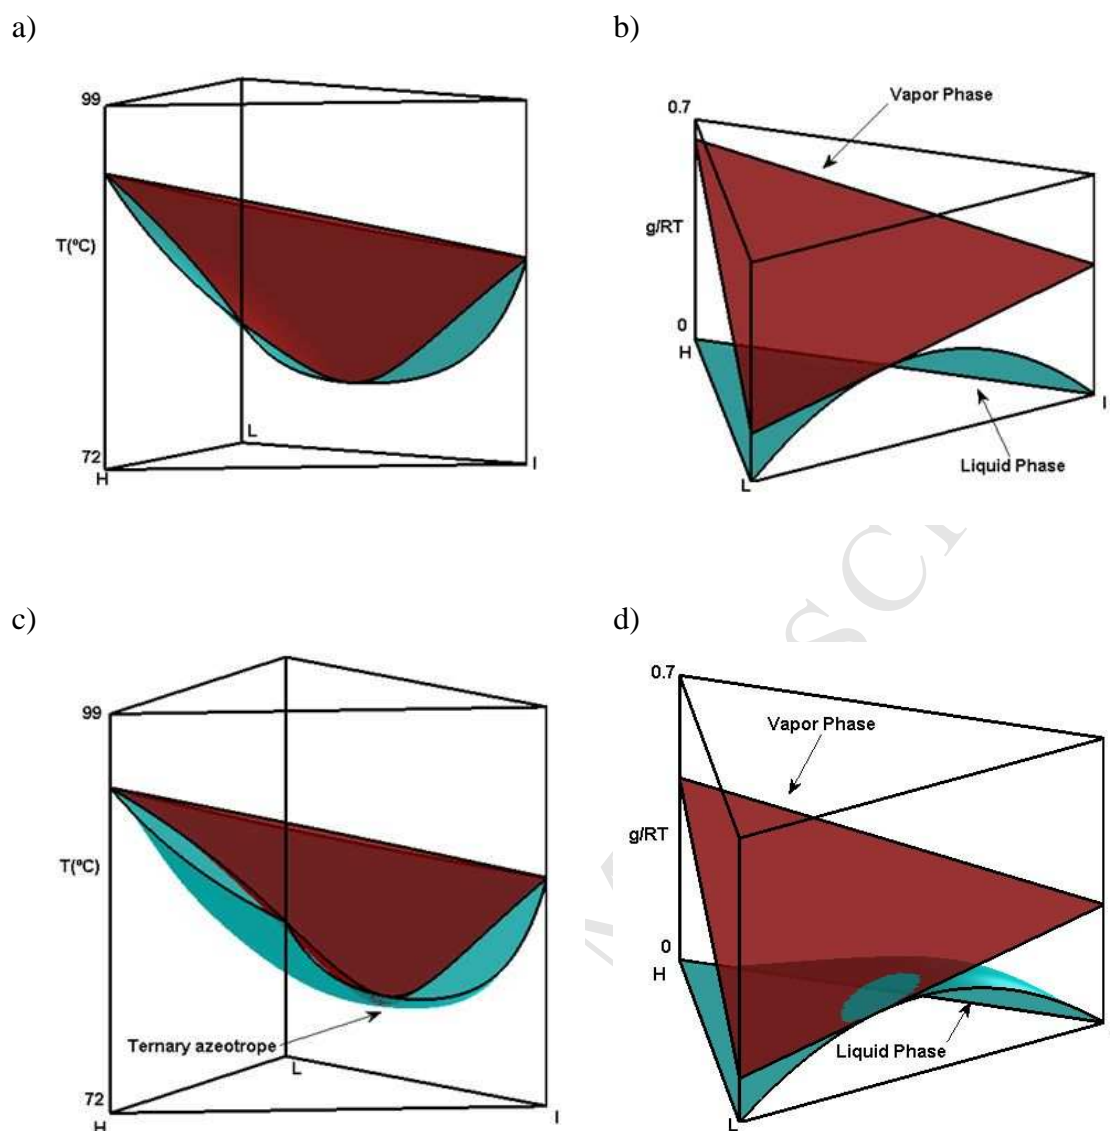 a)
99
T(ºC)
72
H
L
I
b)
0.7
Vapor Phase
g/RT
0
H
L
I
Liquid Phase
c)
99
T(ºC)
72
H
L
I
Ternary azeotrope
d)
0.7
Vapor Phase
g/RT
0
H
L
Liquid Phase